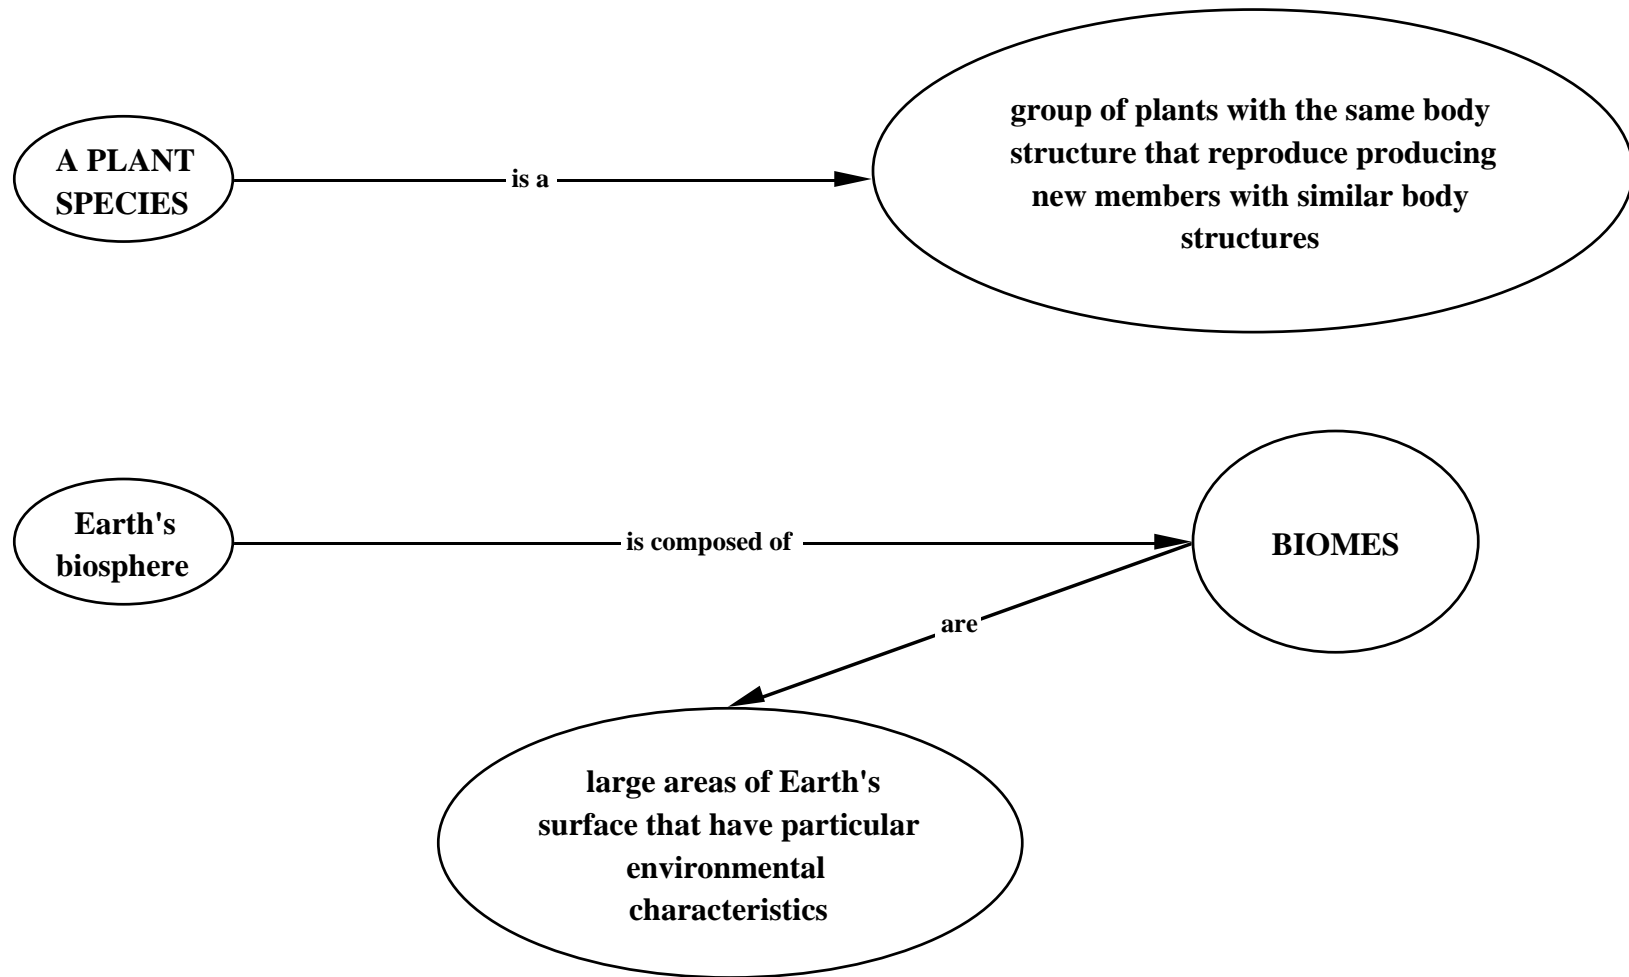 A PLANT
SPECIES
is a
group of plants with the same body
structure that reproduce producing
new members with similar body
structures
Earth's
biosphere
is composed of
BIOMES
are
large areas of Earth's
surface that have particular
environmental
characteristics